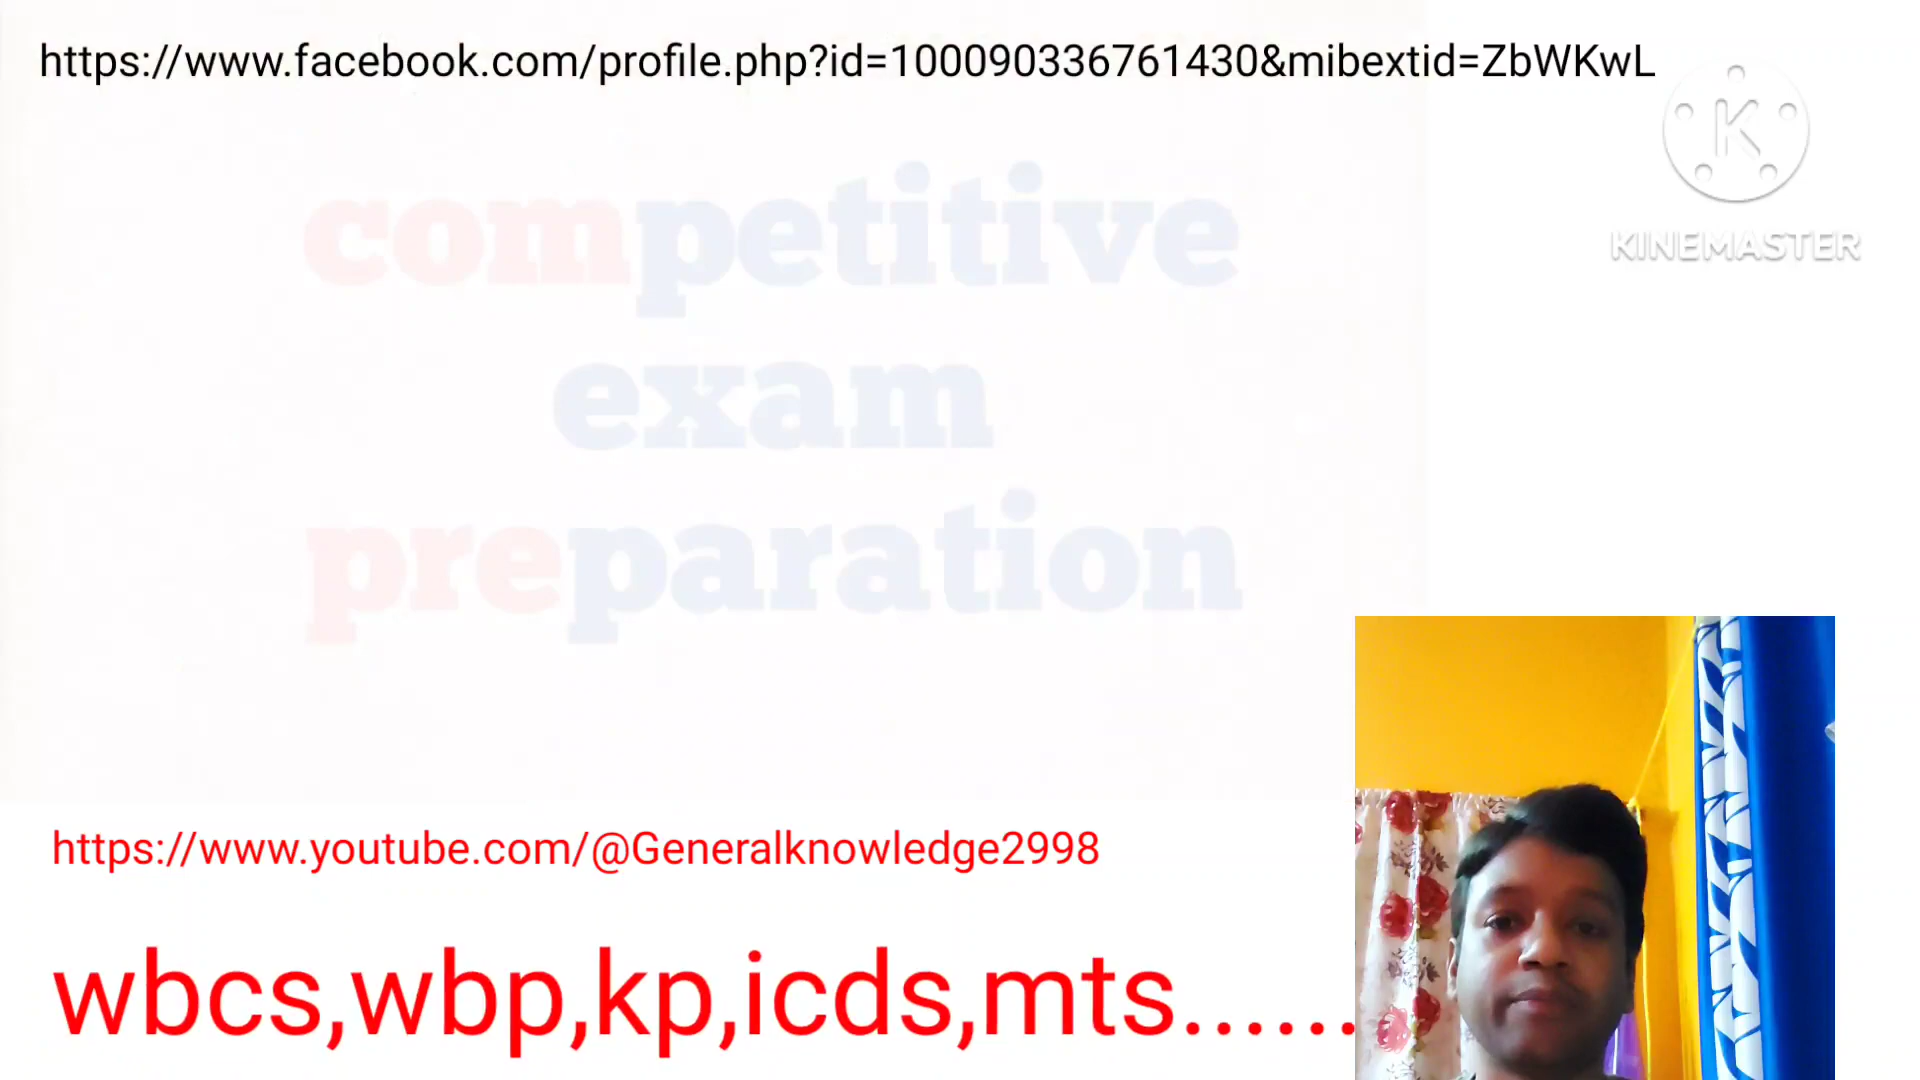 https://www.facebook.com/profile.php?id=100090336761430&mibextid=ZbWKwL
K
KINEMASTER
competitive
exam
preparation
https://www.youtube.com/@Generalknowledge2998
wbcs,wbp,kp,icds,mts......